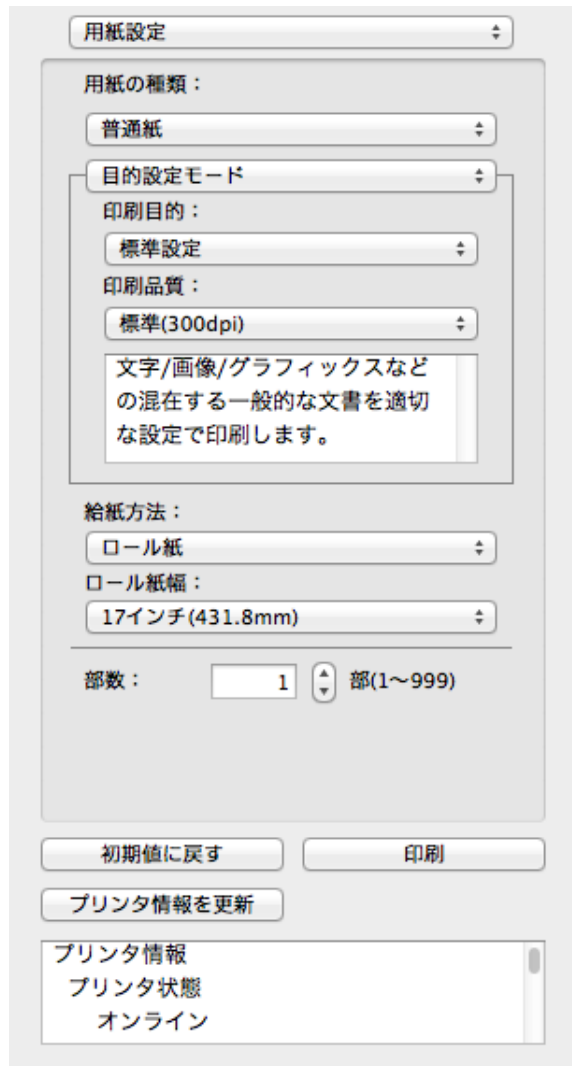 用紙設定
用紙の種類：
普通紙
目的設定モード
印刷目的：
標準設定
印刷品質：
標準(300dpi)
文字/画像/グラフィックスなど
の混在する一般的な文書を適切
な設定で印刷します。
給紙方法：
ロール紙
ロール紙幅：
17インチ(431.8mm)
部数： 1 部(1～999)
初期値に戻す 印刷
プリンタ情報を更新
プリンタ情報
プリンタ状態
オンライン